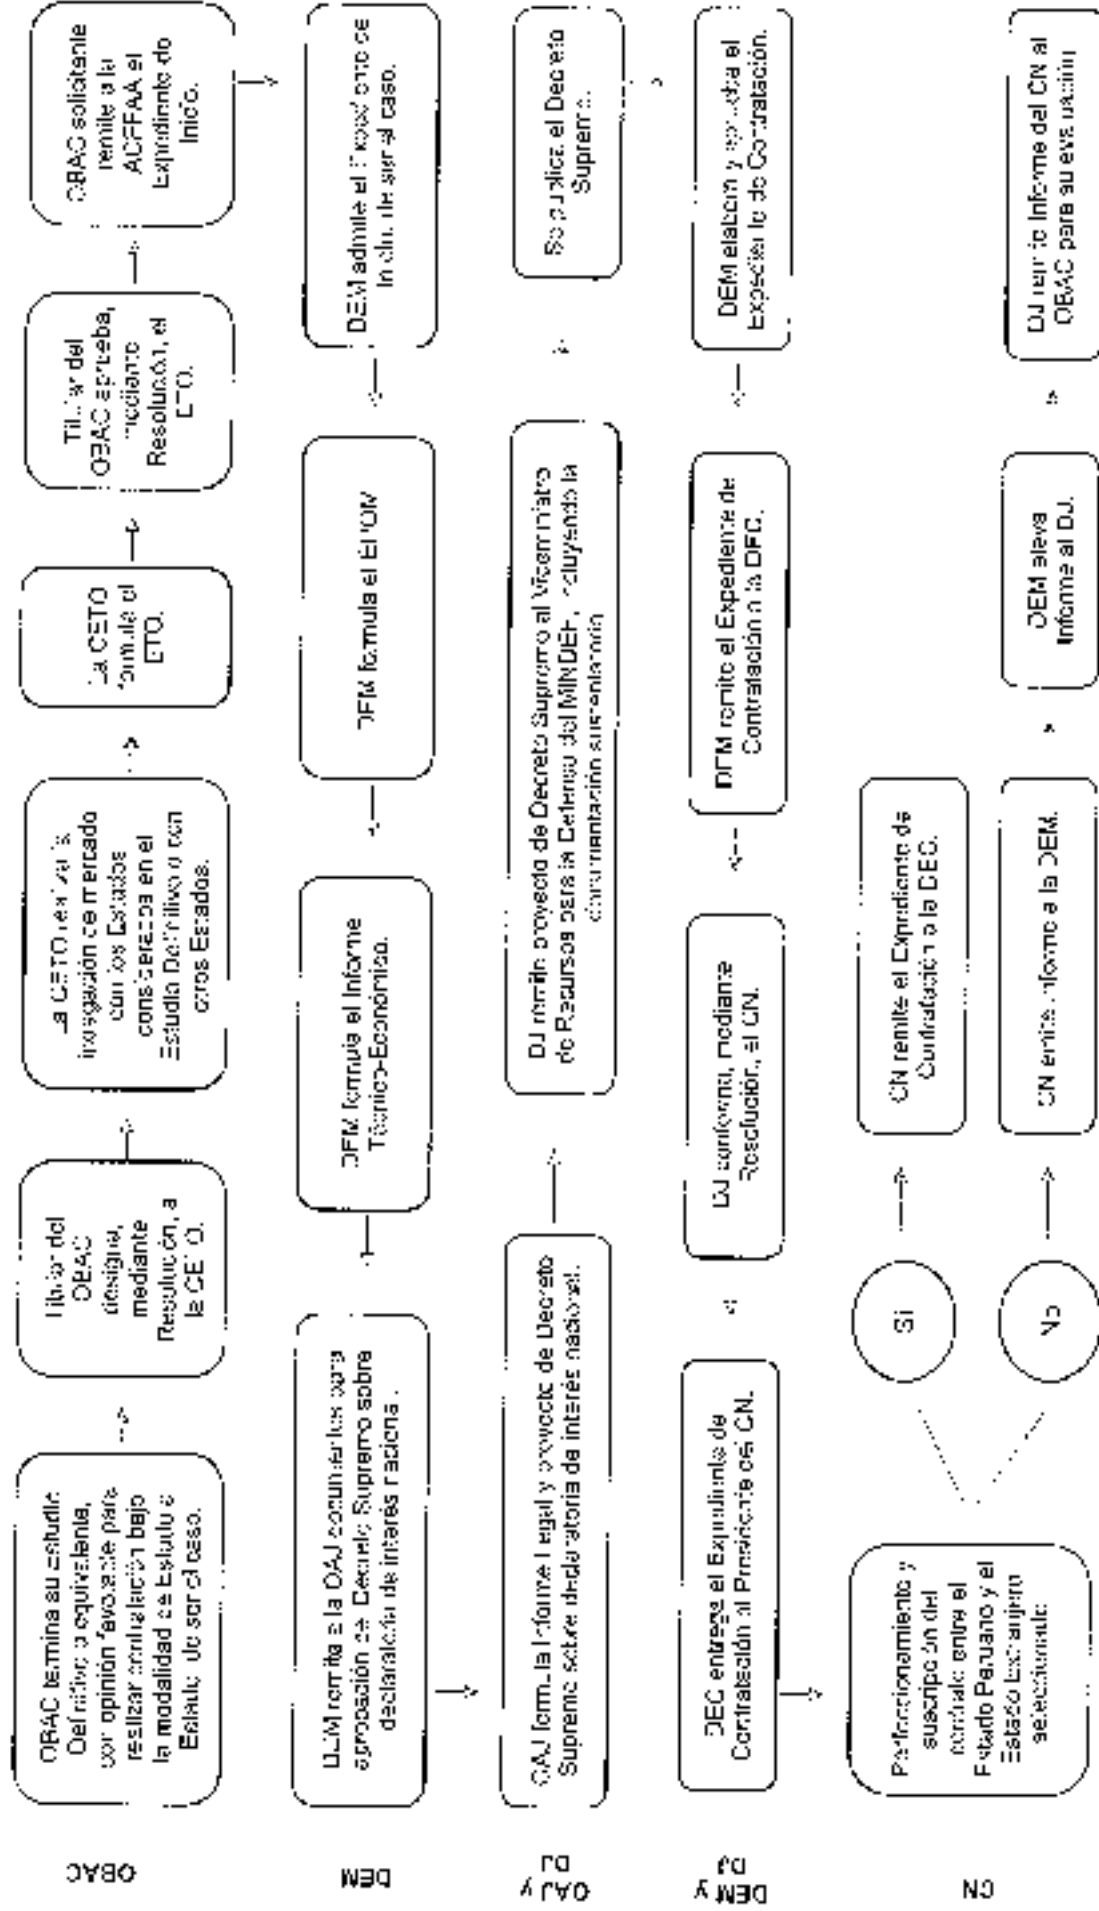 OBAC
OBAC termina su Estudio
Definitivo o equivalente,
con opinión favorable para
realizar contratación bajo
la modalidad de Estado a
Estado, de ser el caso.
Titular del
OBAC
designa,
mediante
Resolución, a
la CETO.
La CETO realiza la
indagación de mercado
con los Estados
considerados en el
Estudio Definitivo o con
otros Estados.
La CETO
formula el
ETO.
Titular del
OBAC aprueba,
mediante
Resolución, el
ETO.
OBAC solicitante
remite a la
ACFFAA el
Expediente de
Inicio.
DEM
DEM admite el Expediente de
Inicio, de ser el caso.
DEM formula el EPOM
DEM formula el Informe
Técnico-Económico.
DEM remite a la OAJ documentos para
aprobación de Decreto Supremo sobre
declaratoria de interés nacional.
OAJ y
DJ
OAJ formula Informe Legal y proyecto de Decreto
Supremo sobre declaratoria de interés nacional.
DJ remite proyecto de Decreto Supremo al Viceministro
de Recursos para la Defensa del MINDEF, incluyendo la
documentación sustentatoria
Se publica el Decreto
Supremo.
DEM y
DJ
DEM elabora y aprueba el
Expediente de Contratación.
DEM remite el Expediente de
Contratación a la DEC.
DJ conforma, mediante
Resolución, el CN.
DEC entrega el Expediente de
Contratación al Presidente del CN.
CN
Perfeccionamiento y
suscripción del
contrato entre el
Estado Peruano y el
Estado Extranjero
seleccionado
Si
CN remite el Expediente de
Contratación a la DEC.
No
CN emite Informe a la DEM.
DEM eleva
Informe al DJ.
DJ remite Informe del CN al
OBAC para su evaluación